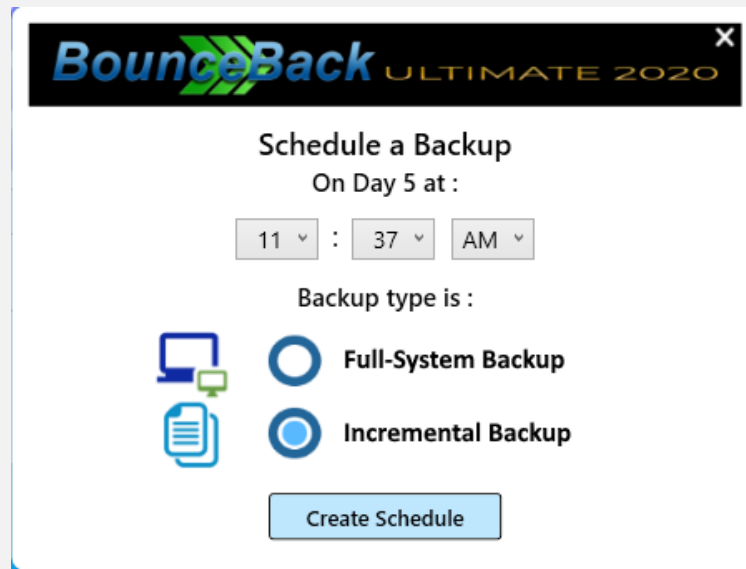 BounceBack ULTIMATE 2020
Schedule a Backup
On Day 5 at :
11 : 37 AM
Backup type is :
Full-System Backup
Incremental Backup
Create Schedule